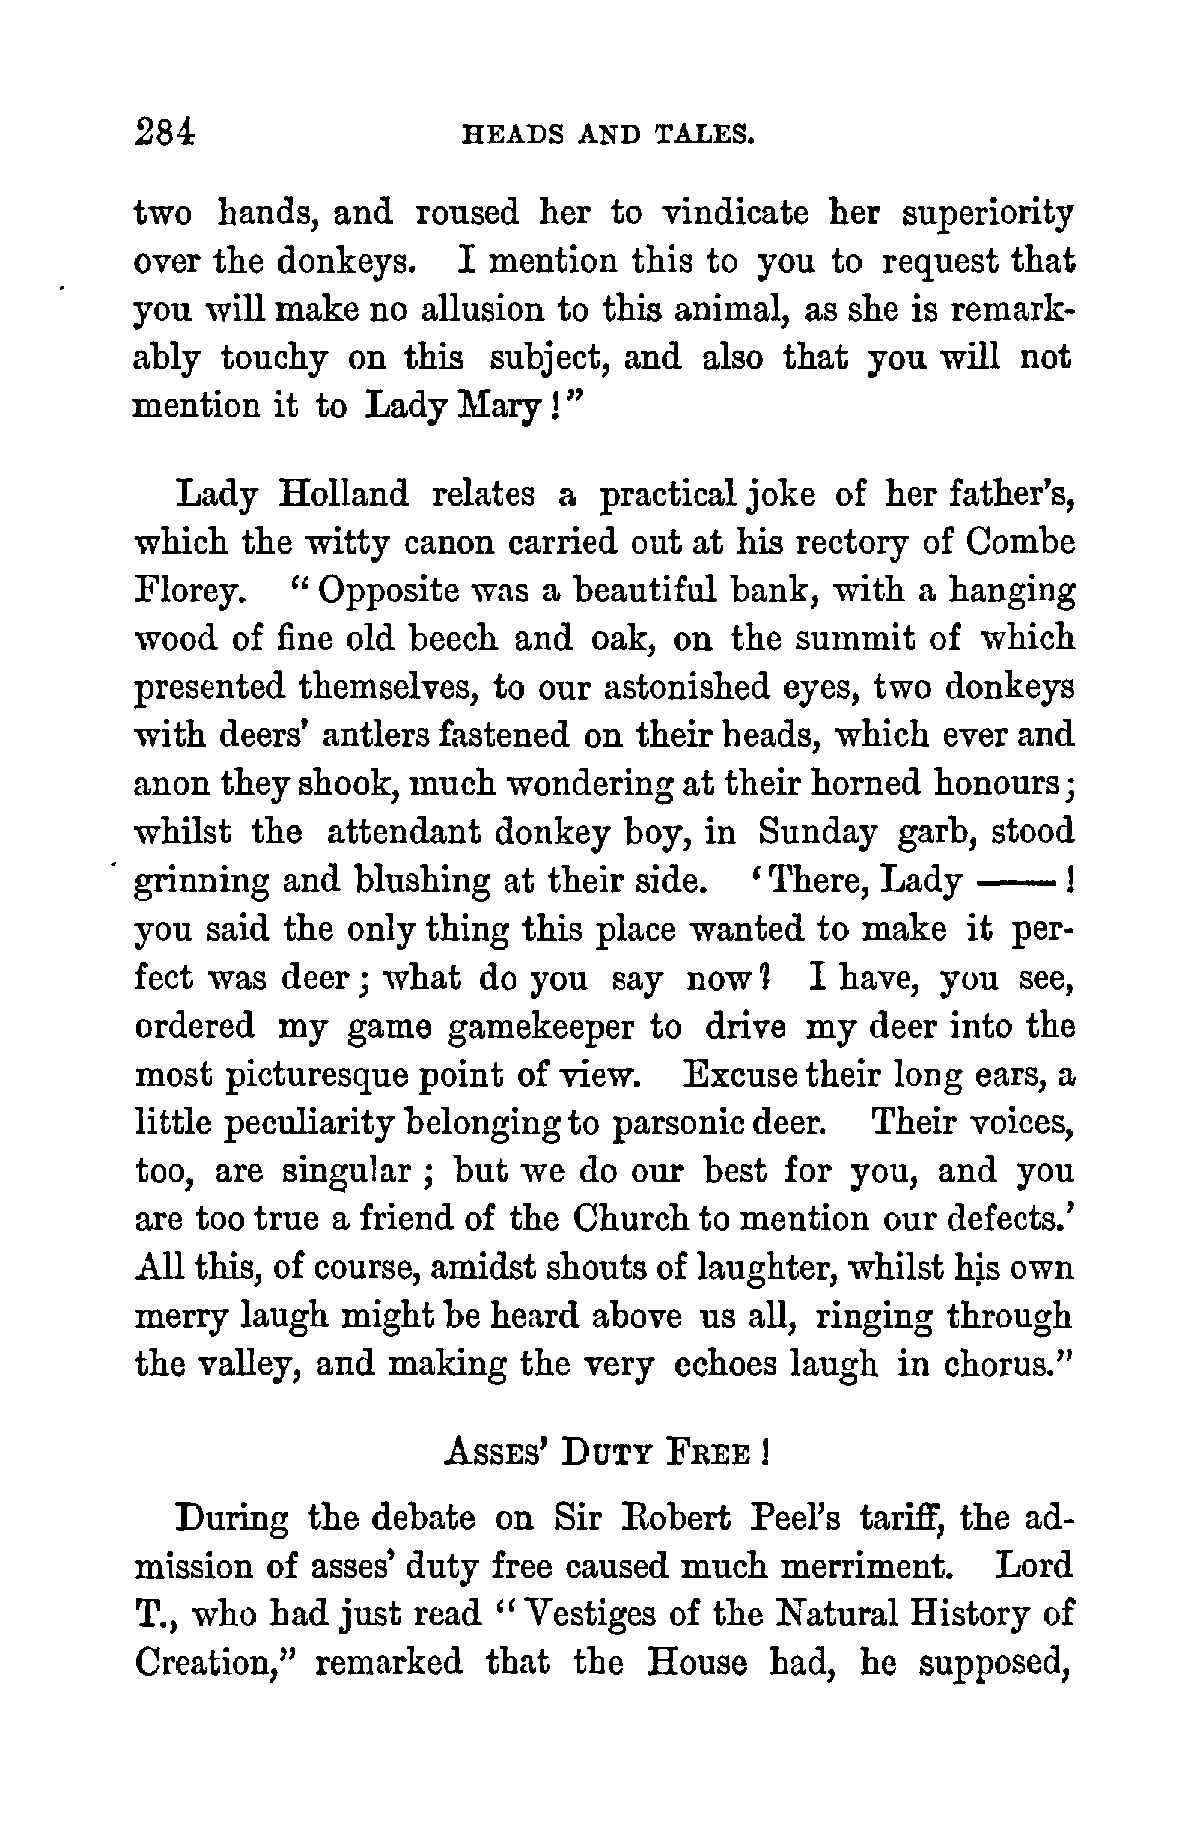 284 HEADS AND TALES.
two hands, and roused her to vindicate her superiority
over the donkeys. I mention this to you to request that
you will make no allusion to this animal, as she is remark-
ably touchy on this subject, and also that you will not
mention it to Lady Mary!"
Lady Holland relates a practical joke of her father's,
which the witty canon carried out at his rectory of Combe
Florey. "Opposite was a beautiful bank, with a hanging
wood of fine old beech and oak, on the summit of which
presented themselves, to our astonished eyes, two donkeys
with deers' antlers fastened on their heads, which ever and
anon they shook, much wondering at their horned honours;
whilst the attendant donkey boy, in Sunday garb, stood
grinning and blushing at their side. 'There, Lady ——!
you said the only thing this place wanted to make it per-
fect was deer; what do you say now? I have, you see,
ordered my game gamekeeper to drive my deer into the
most picturesque point of view. Excuse their long ears, a
little peculiarity belonging to parsonic deer. Their voices,
too, are singular; but we do our best for you, and you
are too true a friend of the Church to mention our defects.'
All this, of course, amidst shouts of laughter, whilst his own
merry laugh might be heard above us all, ringing through
the valley, and making the very echoes laugh in chorus."
ASSES' DUTY FREE!
During the debate on Sir Robert Peel's tariff, the ad-
mission of asses' duty free caused much merriment. Lord
T., who had just read "Vestiges of the Natural History of
Creation," remarked that the House had, he supposed,